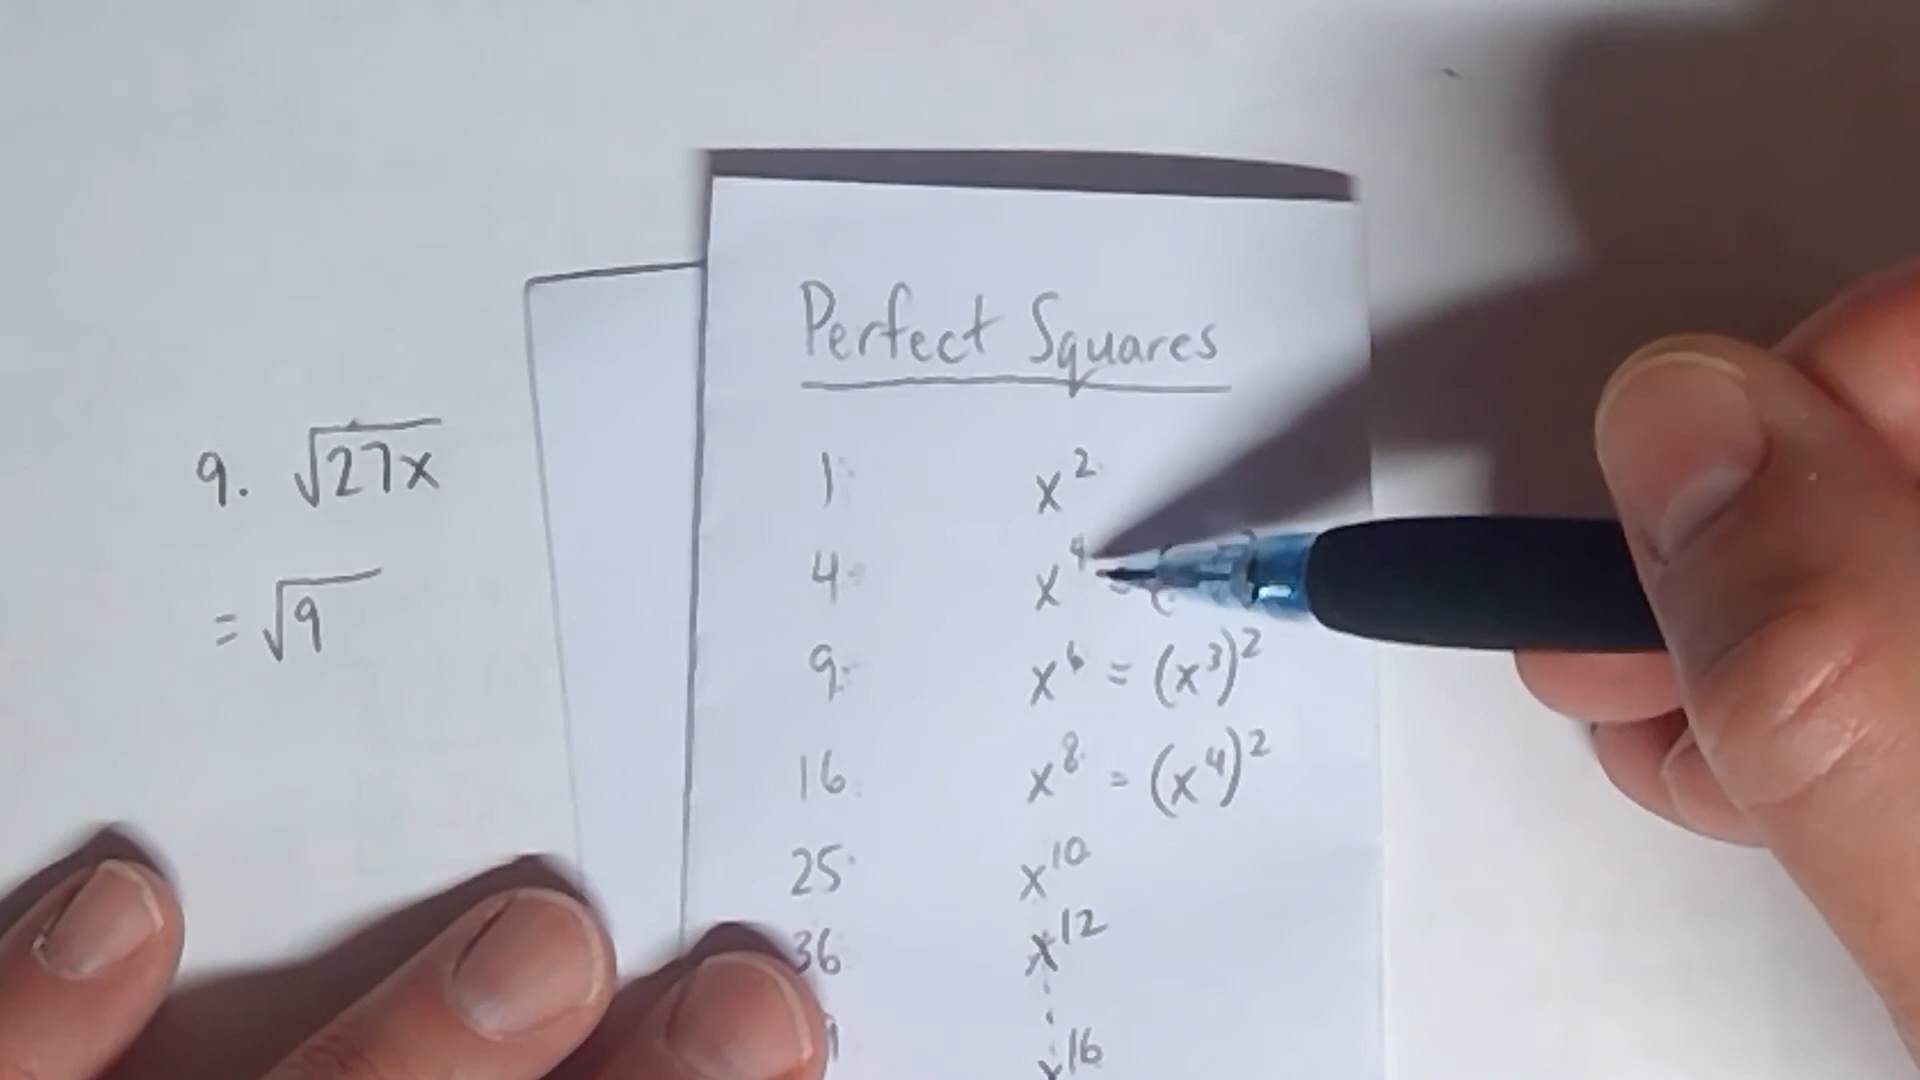 9. √27x
= √9
Perfect Squares
1 x²
4 x⁴ =
9 x⁶ = (x³)²
16 x⁸ = (x⁴)²
25 x¹⁰
36 x¹²
x¹⁶